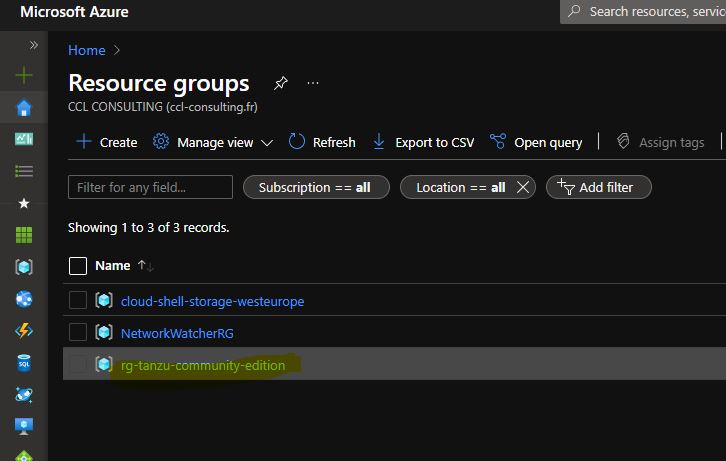 Microsoft Azure
Search resources, servic
Home
Resource groups
CCL CONSULTING (ccl-consulting.fr)
Create Manage view Refresh Export to CSV Open query Assign tags
Filter for any field... Subscription == all Location == all Add filter
Showing 1 to 3 of 3 records.
Name
cloud-shell-storage-westeurope
NetworkWatcherRG
rg-tanzu-community-edition
SQL